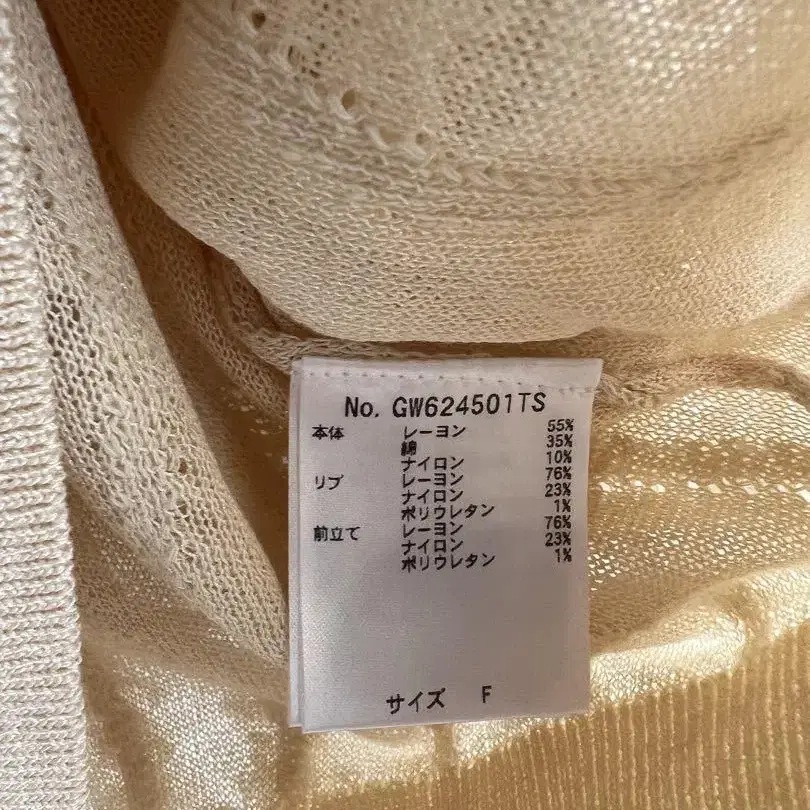 No. GW624501TS
本体 レーヨン 55%
綿 35%
ナイロン 10%
リブ レーヨン 76%
ナイロン 23%
ポリウレタン 1%
前立て レーヨン 76%
ナイロン 23%
ポリウレタン 1%
サイズ F